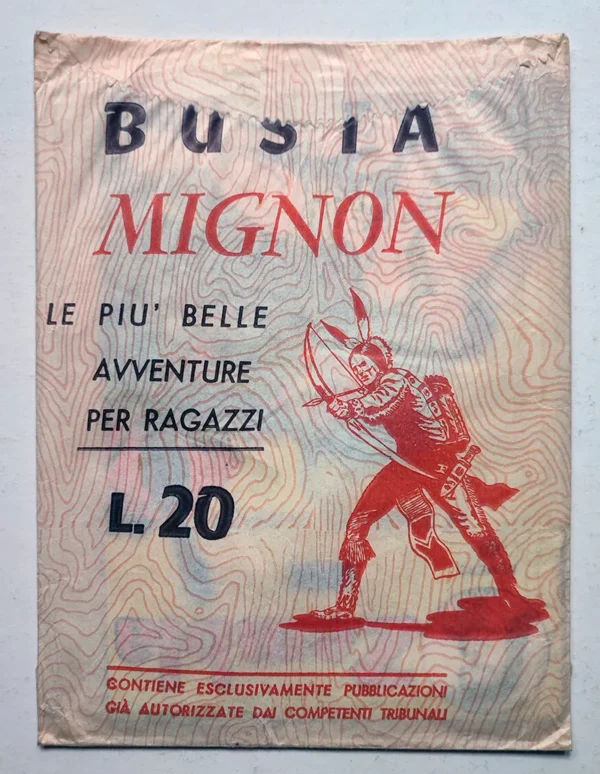 BUSTA
MIGNON
LE PIU' BELLE
AVVENTURE
PER RAGAZZI
L. 20
CONTIENE ESCLUSIVAMENTE PUBBLICAZIONI
GIÀ AUTORIZZATE DAI COMPETENTI TRIBUNALI